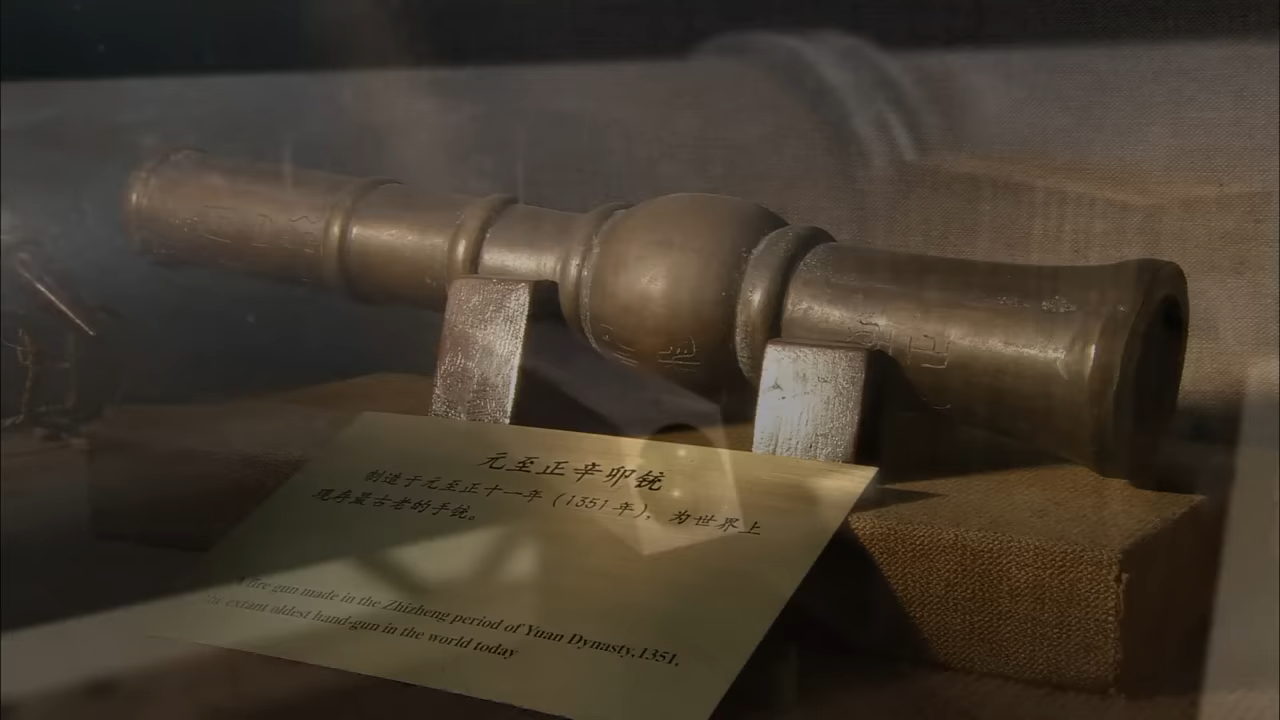 元至正辛卯铳
制造于元至正十一年（1351年），为世界上
现存最古老的手铳。
A fire gun made in the Zhizheng period of Yuan Dynasty,1351,
extant oldest hand-gun in the world today